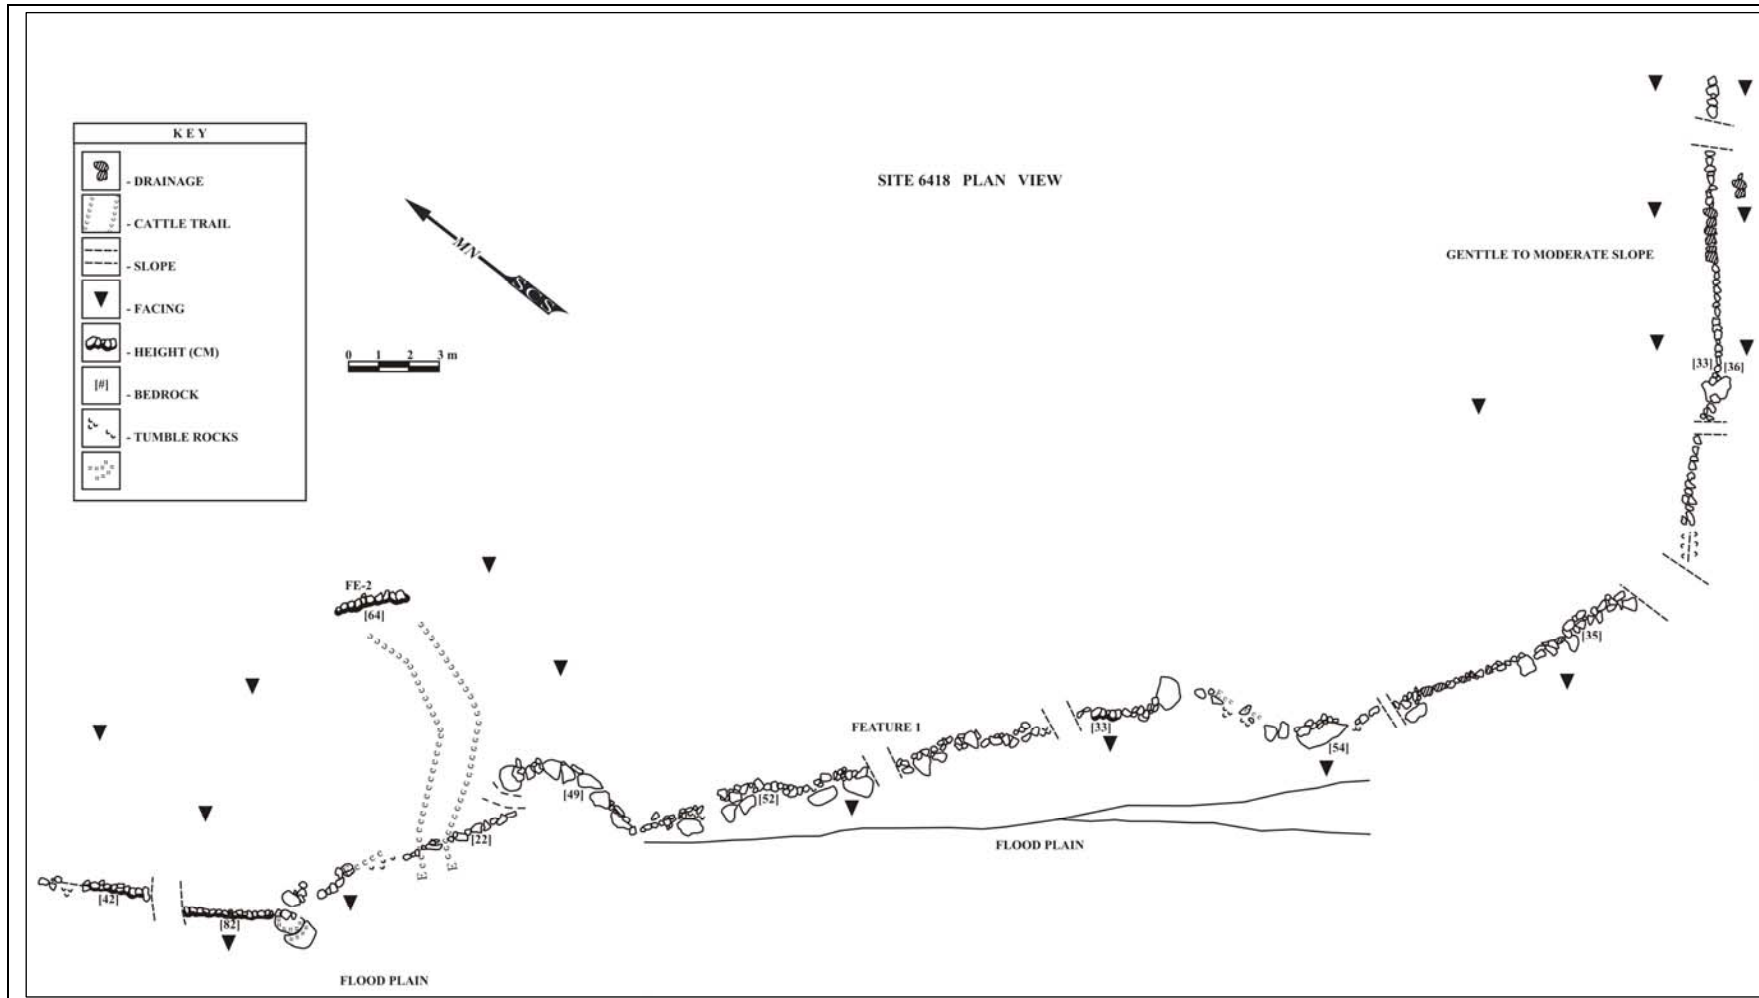 SITE 6418 PLAN VIEW
K E Y
- DRAINAGE
- CATTLE TRAIL
- SLOPE
- FACING
- HEIGHT (CM)
[#]
- BEDROCK
- TUMBLE ROCKS
MN
SCS
0 1 2 3 m
GENTTLE TO MODERATE SLOPE
[33] [36]
FE-2
[64]
[35]
FEATURE 1
[33]
[54]
[49]
[52]
[22]
FLOOD PLAIN
E E
[42]
[82]
FLOOD PLAIN